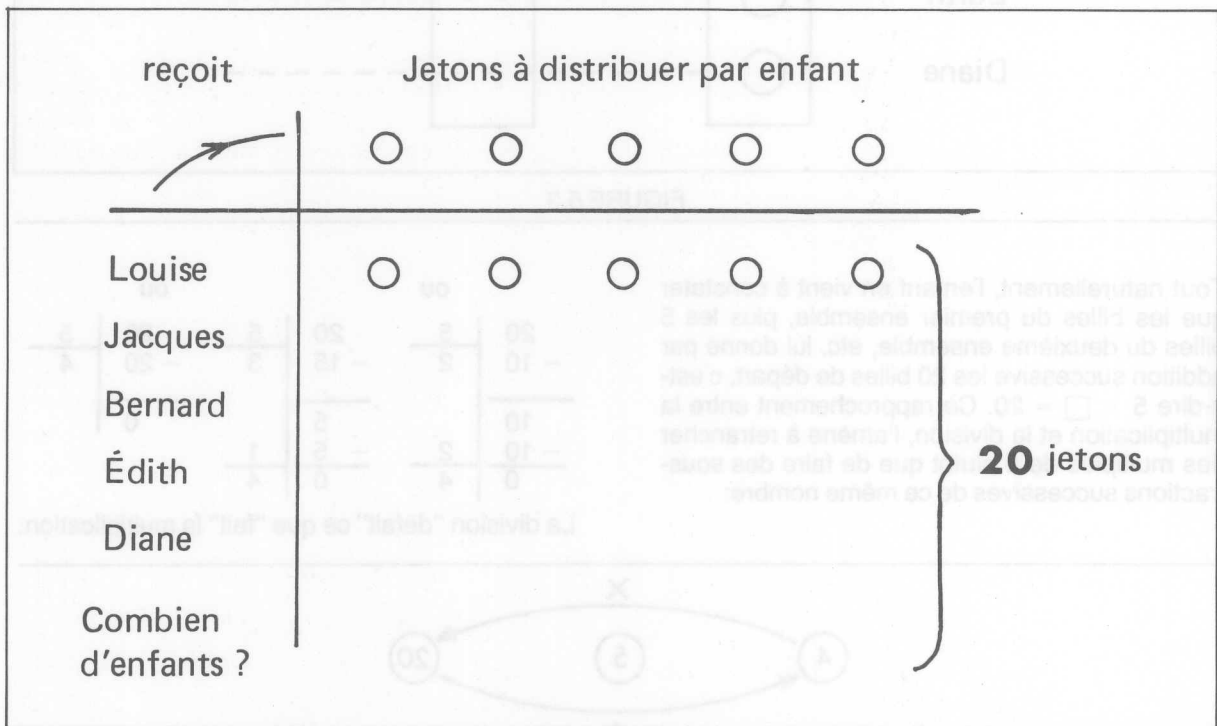 reçoit Jetons à distribuer par enfant
Louise
Jacques
Bernard
Édith
20 jetons
Diane
Combien
d'enfants ?